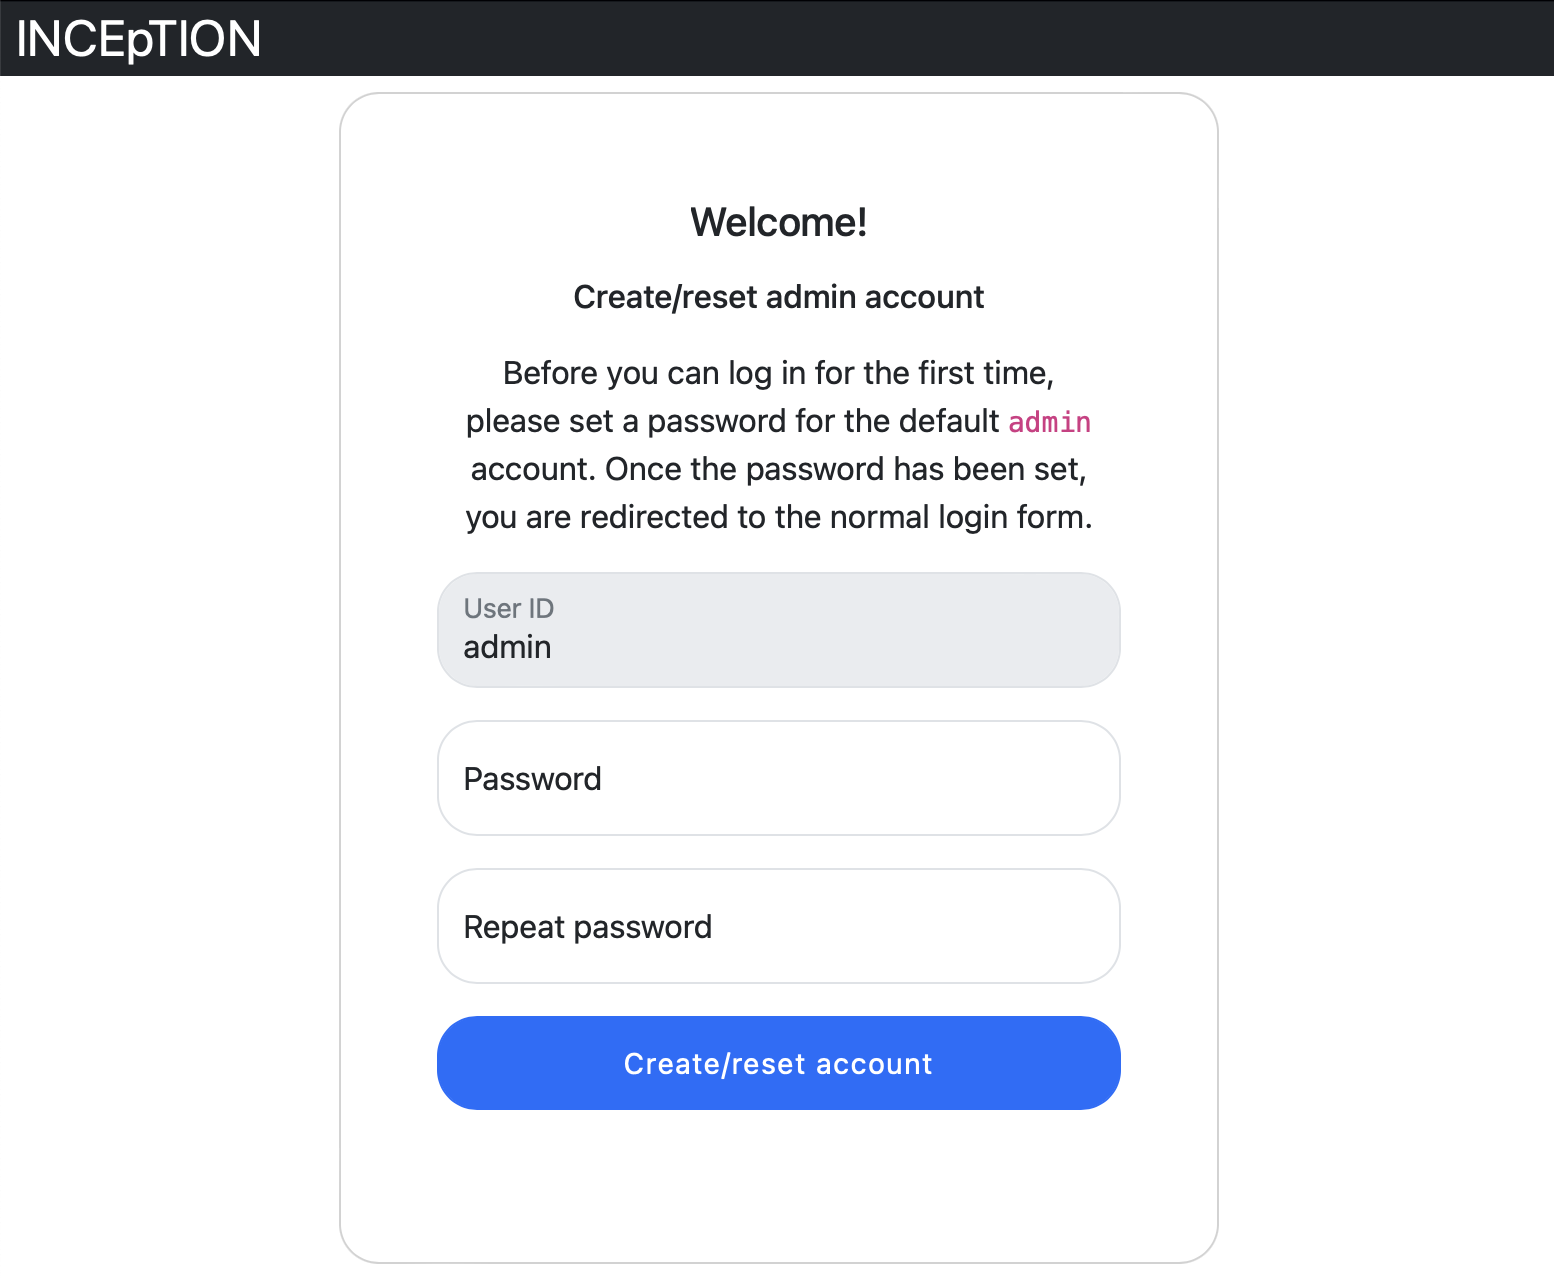 INCEpTION
Welcome!
Create/reset admin account
Before you can log in for the first time,
please set a password for the default admin
account. Once the password has been set,
you are redirected to the normal login form.
User ID
admin
Password
Repeat password
Create/reset account